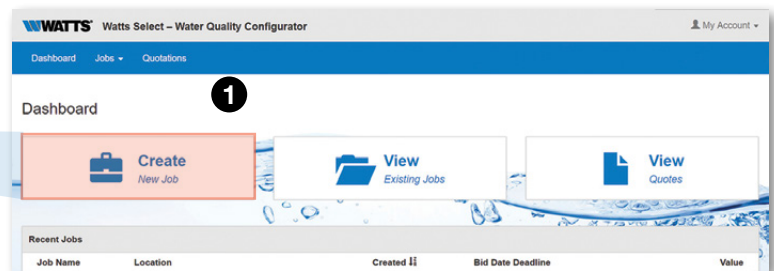 WATTS® Watts Select – Water Quality Configurator My Account
Dashboard Jobs Quotations
1
Dashboard
Create View View
New Job Existing Jobs Quotes
Recent Jobs
Job Name Location Created Bid Date Deadline Value